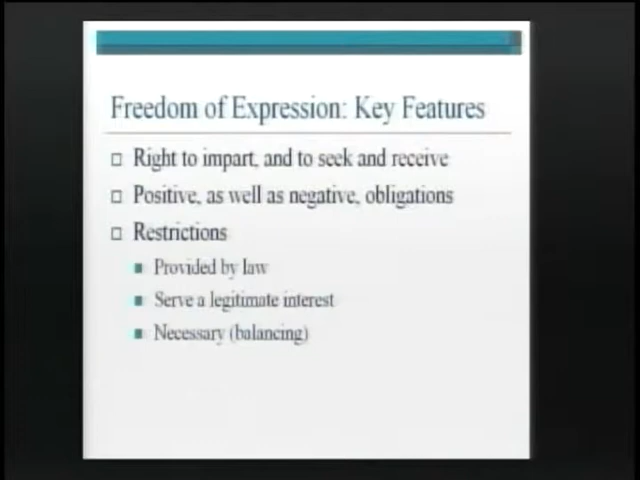 Freedom of Expression: Key Features
Right to impart, and to seek and receive
Positive, as well as negative, obligations
Restrictions
Provided by law
Serve a legitimate interest
Necessary (balancing)